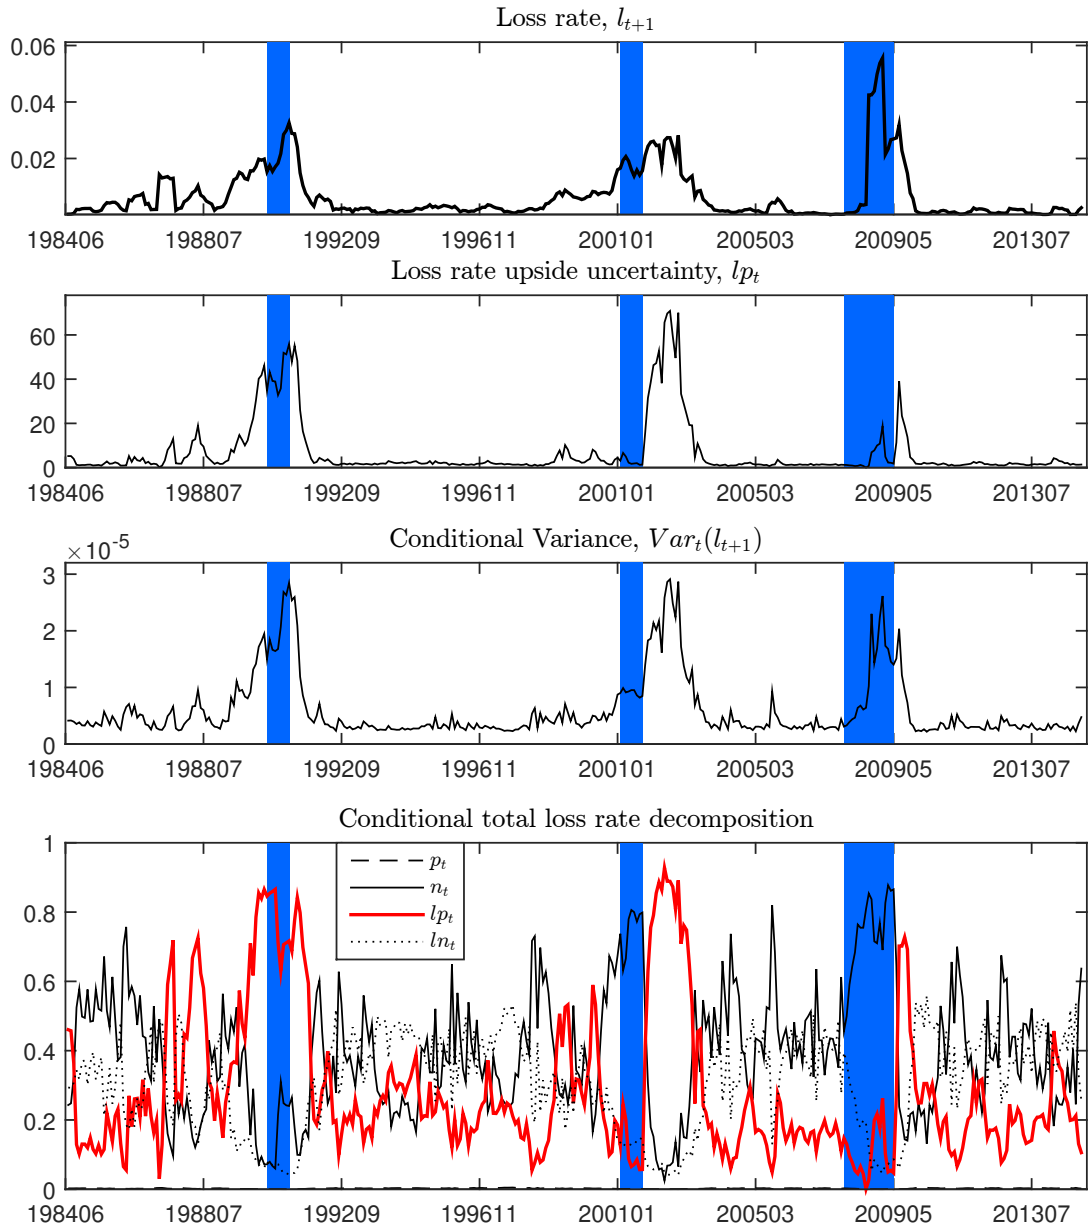 Loss rate, l_{t+1}
0.06
0.04
0.02
198406 198807 199209 199611 200101 200503 200905 201307
Loss rate upside uncertainty, lp_t
60
40
20
0
198406 198807 199209 199611 200101 200503 200905 201307
Conditional Variance, Var_t(l_{t+1})
×10^{-5}
3
2
1
0
198406 198807 199209 199611 200101 200503 200905 201307
Conditional total loss rate decomposition
1
p_t
n_t
lp_t
ln_t
0.8
0.6
0.4
0.2
0
198406 198807 199209 199611 200101 200503 200905 201307